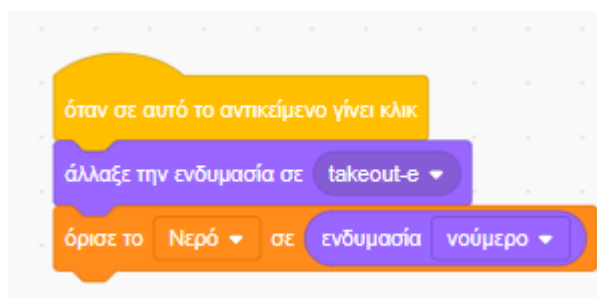 όταν σε αυτό το αντικείμενο γίνει κλικ
άλλαξε την ενδυμασία σε takeout-e
όρισε το Νερό σε ενδυμασία νούμερο